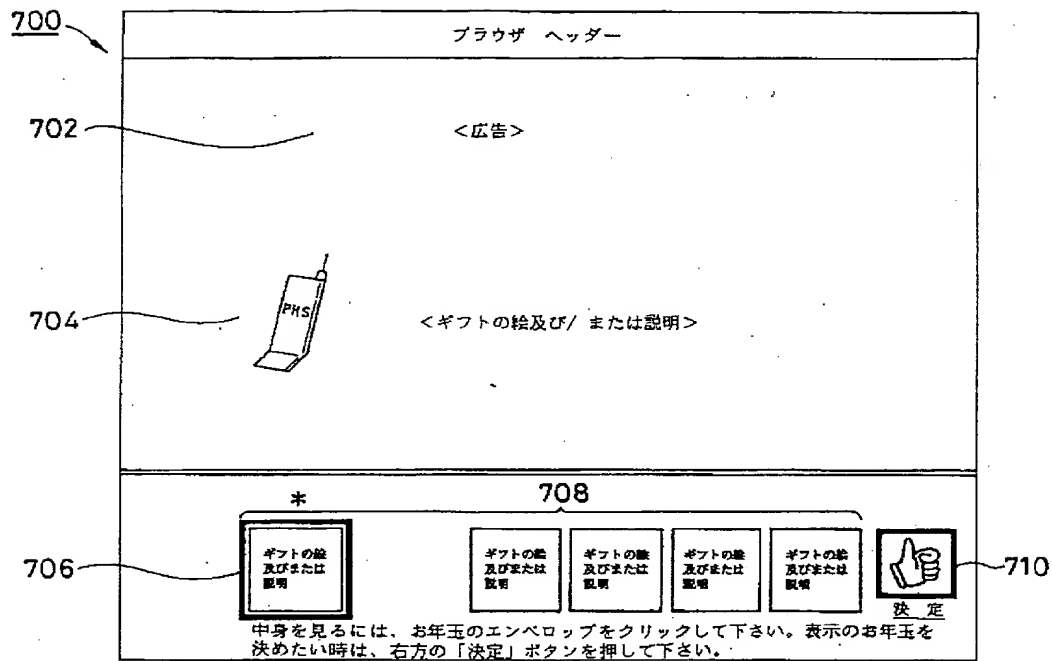 700
ブラウザ ヘッダー
702
<広告>
704
PHS
<ギフトの絵及び/ または説明>
*
708
706
ギフトの絵
及びまたは
説明
ギフトの絵
及びまたは
説明
ギフトの絵
及びまたは
説明
ギフトの絵
及びまたは
説明
ギフトの絵
及びまたは
説明
710
決 定
中身を見るには、お年玉のエンベロップをクリックして下さい。表示のお年玉を
決めたい時は、右方の「決定」ボタンを押して下さい。